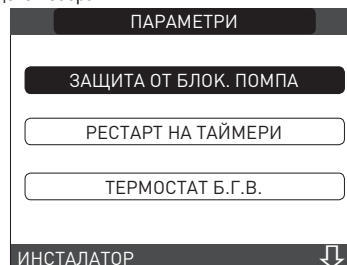 ПАРАМЕТРИ
ЗАЩИТА ОТ БЛОК. ПОМПА
РЕСТАРТ НА ТАЙМЕРИ
ТЕРМОСТАТ Б.Г.В.
ИНСТАЛАТОР